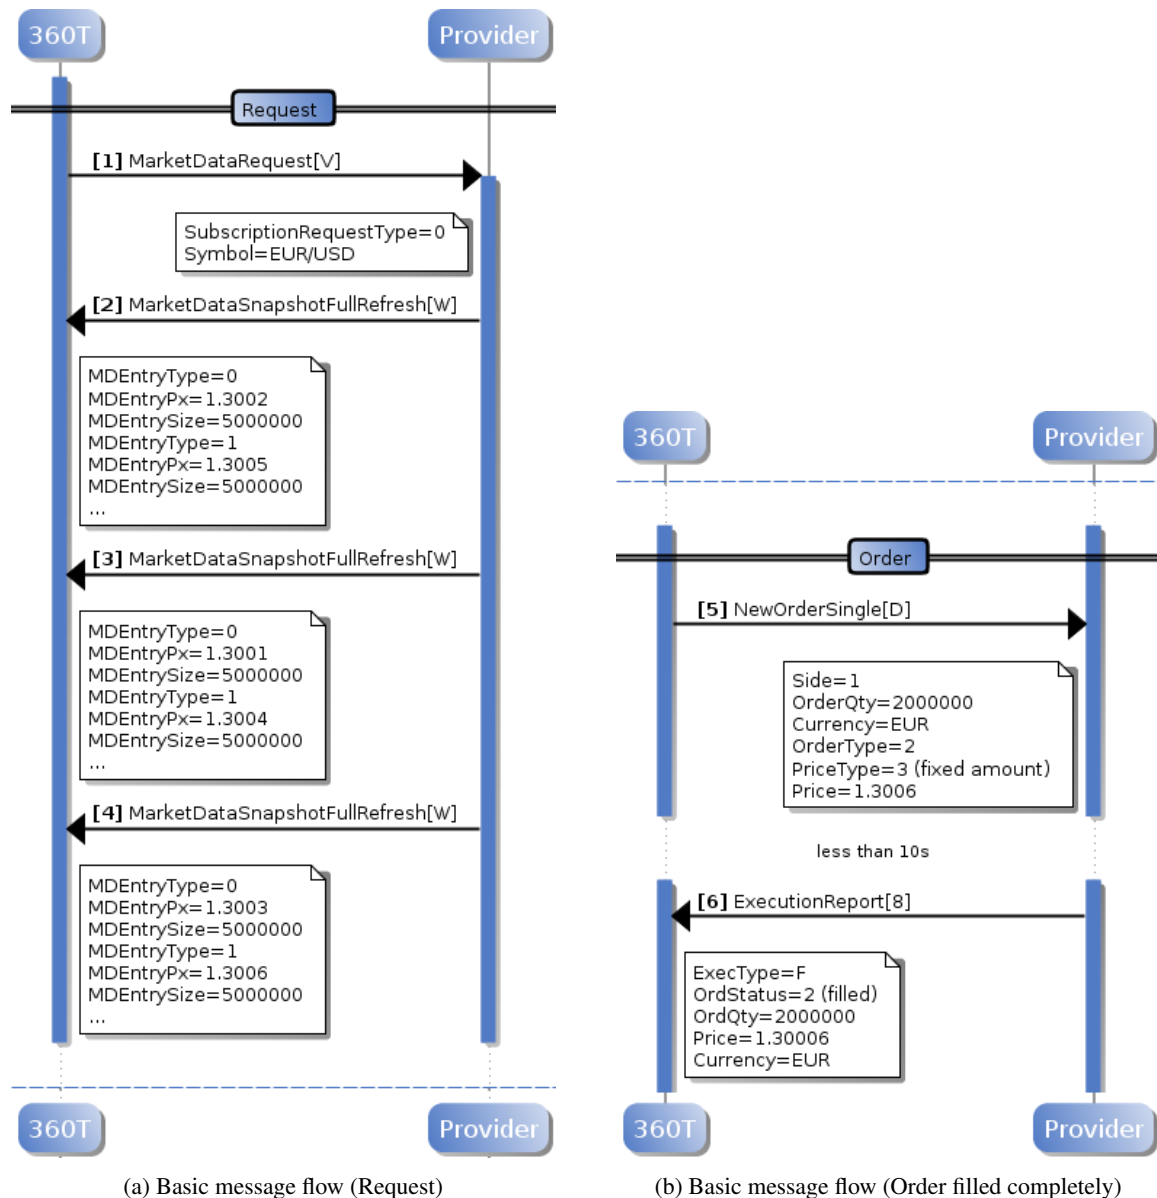 360T
Provider
Request
[1] MarketDataRequest[V]
SubscriptionRequestType=0
Symbol=EUR/USD
[2] MarketDataSnapshotFullRefresh[W]
MDEntryType=0
MDEntryPx=1.3002
MDEntrySize=5000000
MDEntryType=1
MDEntryPx=1.3005
MDEntrySize=5000000
...
[3] MarketDataSnapshotFullRefresh[W]
MDEntryType=0
MDEntryPx=1.3001
MDEntrySize=5000000
MDEntryType=1
MDEntryPx=1.3004
MDEntrySize=5000000
...
[4] MarketDataSnapshotFullRefresh[W]
MDEntryType=0
MDEntryPx=1.3003
MDEntrySize=5000000
MDEntryType=1
MDEntryPx=1.3006
MDEntrySize=5000000
...
360T
Provider
(a) Basic message flow (Request)
360T
Provider
Order
[5] NewOrderSingle[D]
Side=1
OrderQty=2000000
Currency=EUR
OrderType=2
PriceType=3 (fixed amount)
Price=1.3006
less than 10s
[6] ExecutionReport[8]
ExecType=F
OrdStatus=2 (filled)
OrdQty=2000000
Price=1.30006
Currency=EUR
360T
Provider
(b) Basic message flow (Order filled completely)